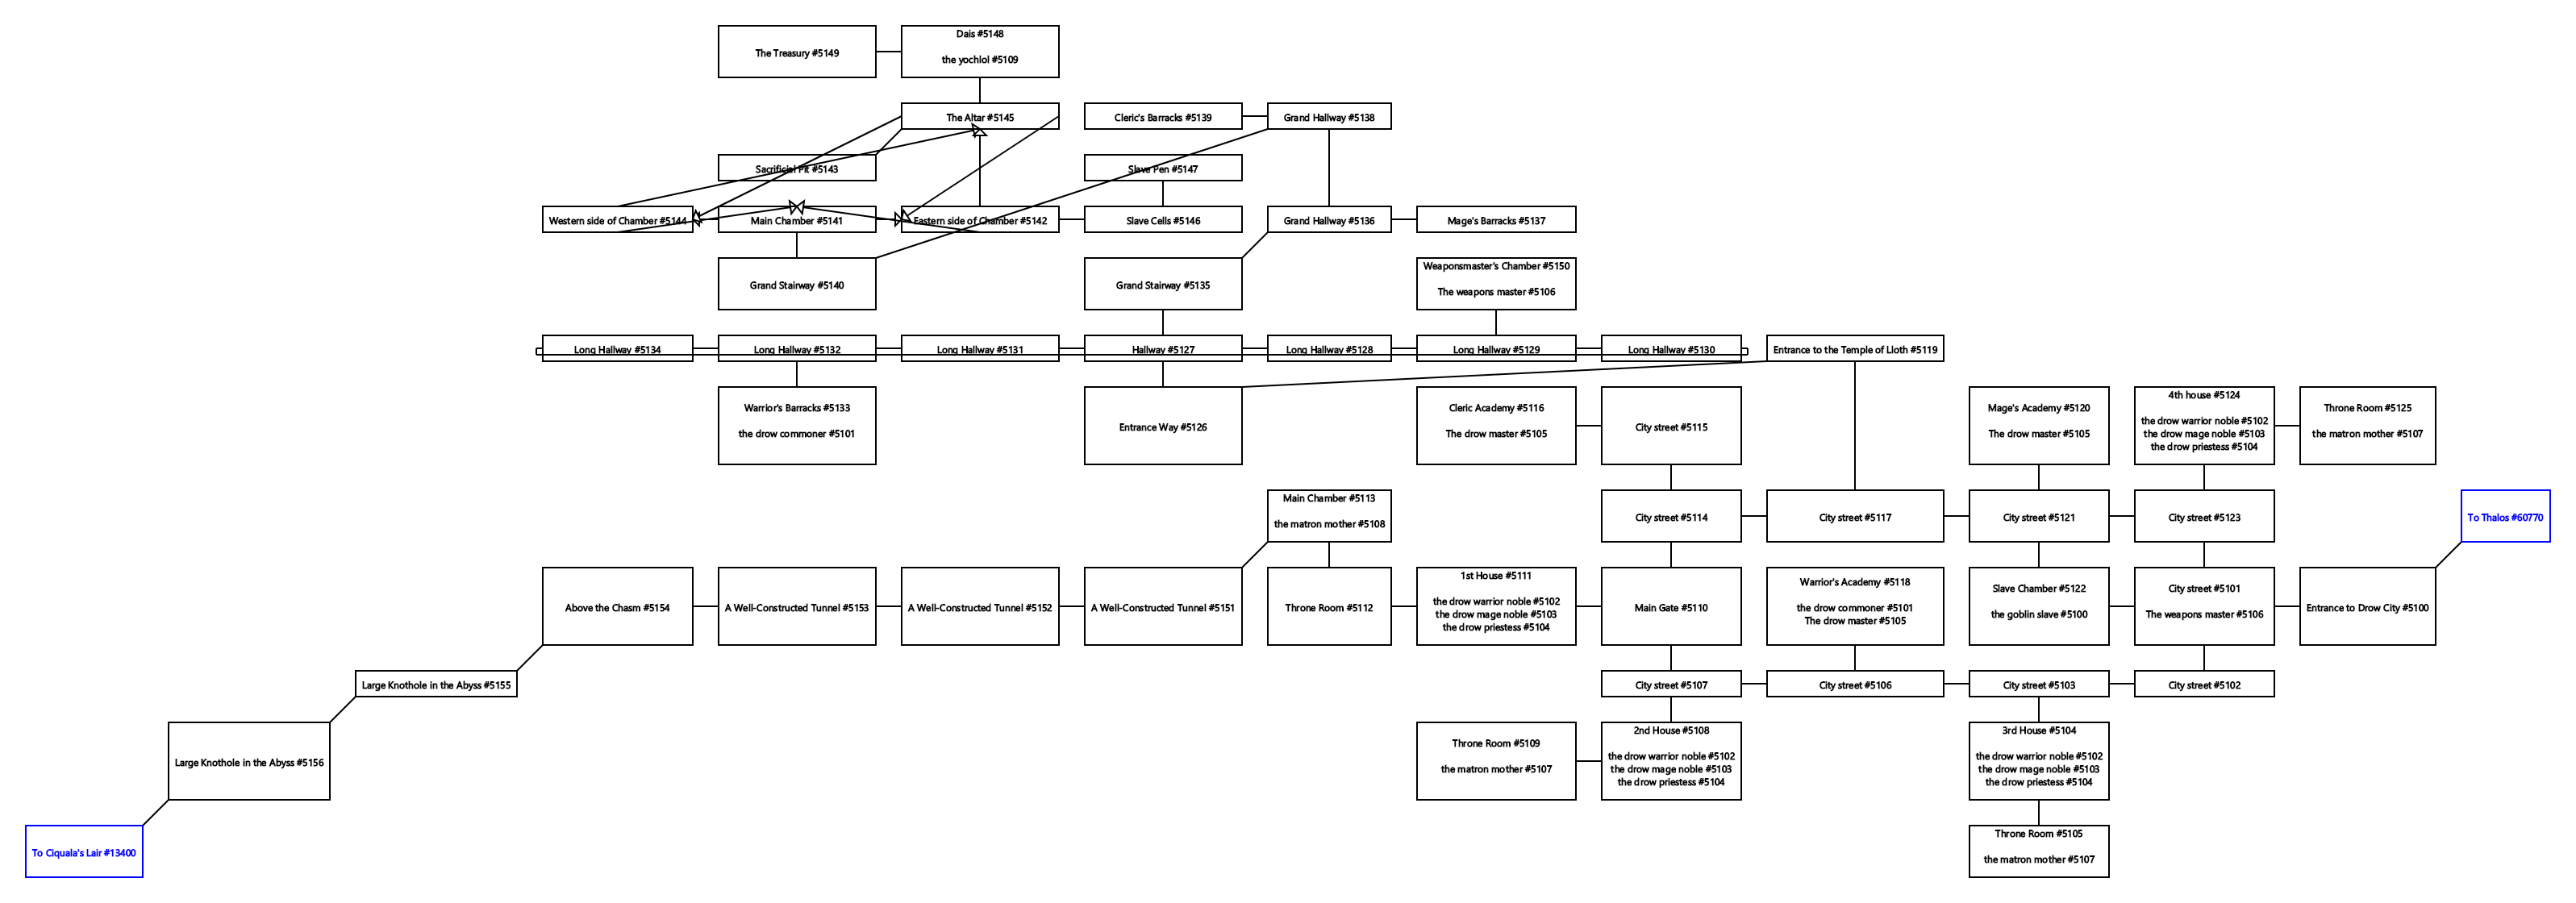 Dais #5148
The Treasury #5149
the yochlol #5109
The Altar #5145
Cleric's Barracks #5139
Grand Hallway #5138
Sacrificial Pit #5143
Slave Pen #5147
Western side of Chamber #5144
Main Chamber #5141
Eastern side of Chamber #5142
Slave Cells #5146
Grand Hallway #5136
Mage's Barracks #5137
Grand Stairway #5140
Grand Stairway #5135
Weaponsmaster's Chamber #5150
The weapons master #5106
Long Hallway #5134
Long Hallway #5132
Long Hallway #5131
Hallway #5127
Long Hallway #5128
Long Hallway #5129
Long Hallway #5130
Entrance to the Temple of Lloth #5119
Warrior's Barracks #5133
the drow commoner #5101
Entrance Way #5126
Cleric Academy #5116
The drow master #5105
City street #5115
Mage's Academy #5120
The drow master #5105
4th house #5124
the drow warrior noble #5102
the drow mage noble #5103
the drow priestess #5104
Throne Room #5125
the matron mother #5107
Main Chamber #5113
the matron mother #5108
City street #5114
City street #5117
City street #5121
City street #5123
To Thalos #60770
Above the Chasm #5154
A Well-Constructed Tunnel #5153
A Well-Constructed Tunnel #5152
A Well-Constructed Tunnel #5151
Throne Room #5112
1st House #5111
the drow warrior noble #5102
the drow mage noble #5103
the drow priestess #5104
Main Gate #5110
Warrior's Academy #5118
the drow commoner #5101
The drow master #5105
Slave Chamber #5122
the goblin slave #5100
City street #5101
The weapons master #5106
Entrance to Drow City #5100
Large Knothole in the Abyss #5155
City street #5107
City street #5106
City street #5103
City street #5102
Large Knothole in the Abyss #5156
Throne Room #5109
the matron mother #5107
2nd House #5108
the drow warrior noble #5102
the drow mage noble #5103
the drow priestess #5104
3rd House #5104
the drow warrior noble #5102
the drow mage noble #5103
the drow priestess #5104
To Ciquala's Lair #13400
Throne Room #5105
the matron mother #5107